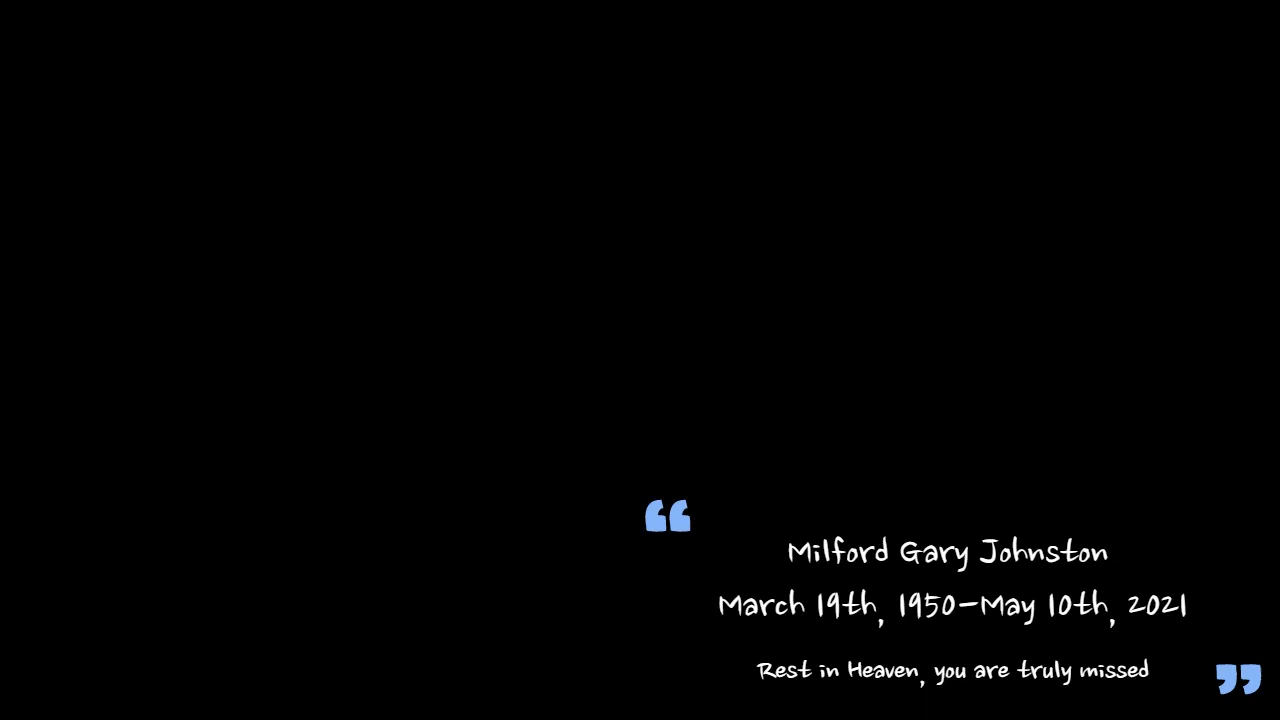 “
Milford Gary Johnston
March 19th, 1950-May 10th, 2021
Rest in Heaven, you are truly missed
”